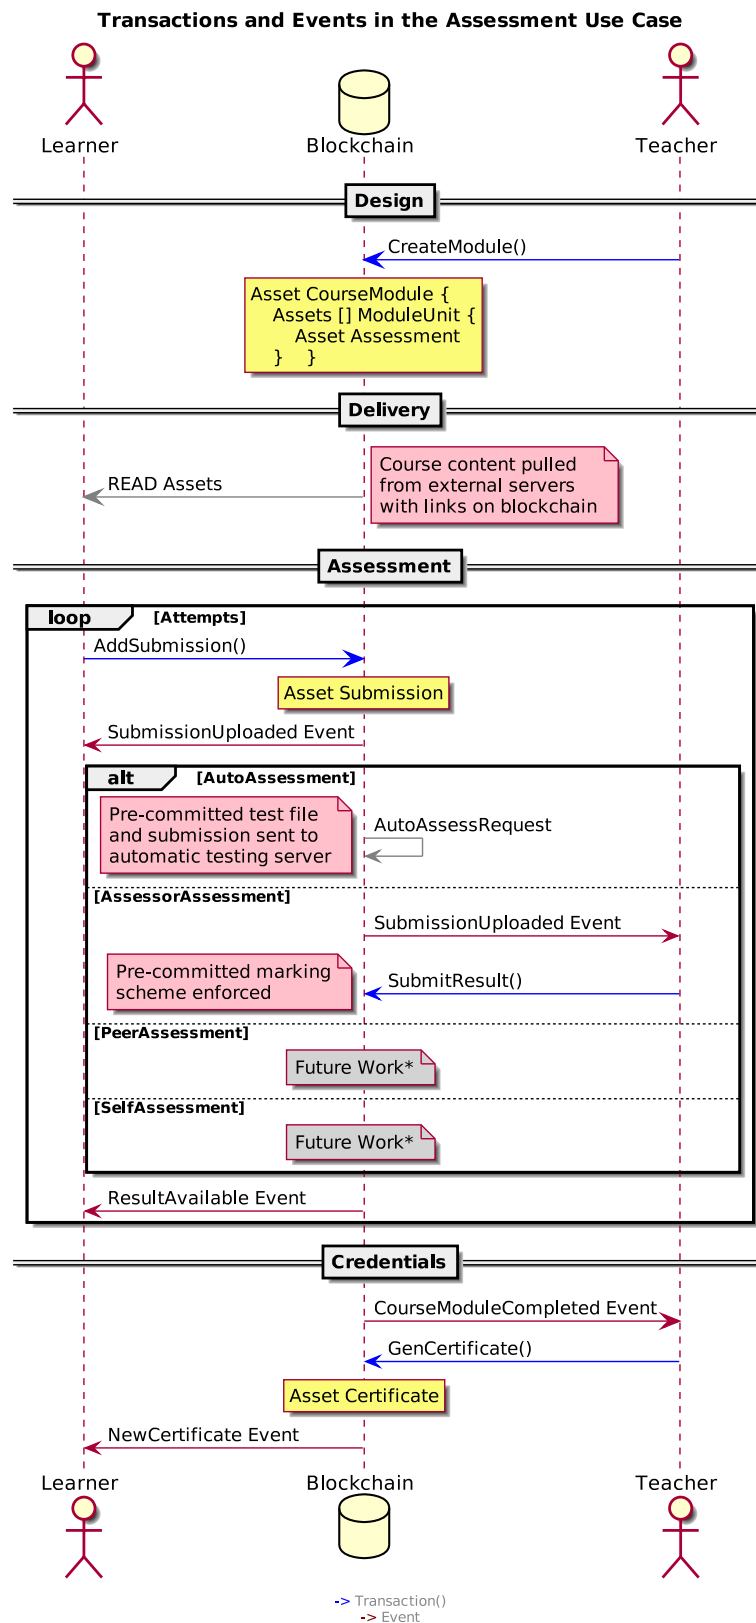 Transactions and Events in the Assessment Use Case
Learner
Blockchain
Teacher
Design
CreateModule()
Asset CourseModule {
Assets [] ModuleUnit {
Asset Assessment
} }
Delivery
READ Assets
Course content pulled
from external servers
with links on blockchain
Assessment
loop [Attempts]
AddSubmission()
Asset Submission
SubmissionUploaded Event
alt [AutoAssessment]
Pre-committed test file
and submission sent to
automatic testing server
AutoAssessRequest
[AssessorAssessment]
SubmissionUploaded Event
Pre-committed marking
scheme enforced
SubmitResult()
[PeerAssessment]
Future Work*
[SelfAssessment]
Future Work*
ResultAvailable Event
Credentials
CourseModuleCompleted Event
GenCertificate()
Asset Certificate
NewCertificate Event
Learner
Blockchain
Teacher
-> Transaction()
-> Event